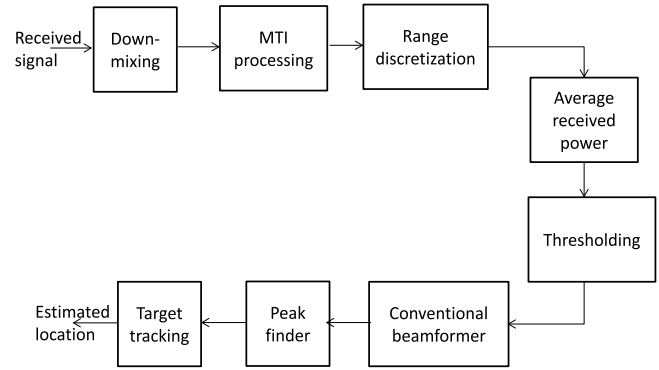 Received
signal
Down-
mixing
MTI
processing
Range
discretization
Average
received
power
Thresholding
Conventional
beamformer
Peak
finder
Target
tracking
Estimated
location